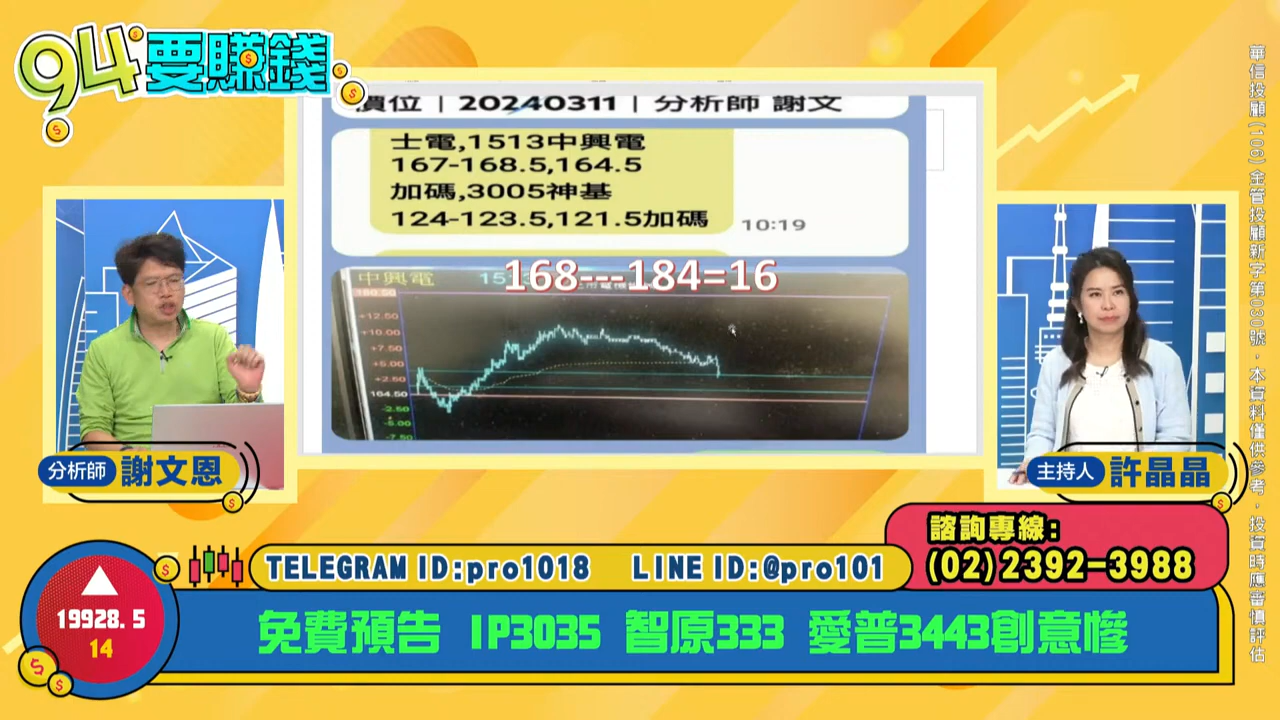 94要賺錢
價位 | 20240311 | 分析師 謝文
士電,1513中興電
167-168.5,164.5
加碼,3005神基
124-123.5,121.5加碼
10:19
168---184=16
中興電
180.50
+12.50
+10.00
+7.50
+5.00
+2.50
164.50
-2.50
-5.00
-7.50
分析師 謝文恩
主持人 許晶晶
諮詢專線:
(02)2392-3988
TELEGRAM ID:pro1018 LINE ID:@pro101
19928.5
14
免費預告 IP3035 智原333 愛普3443創意慘
華信投顧(106)金管投顧新字第030號,本資料僅供參考,投資時應審慎評估